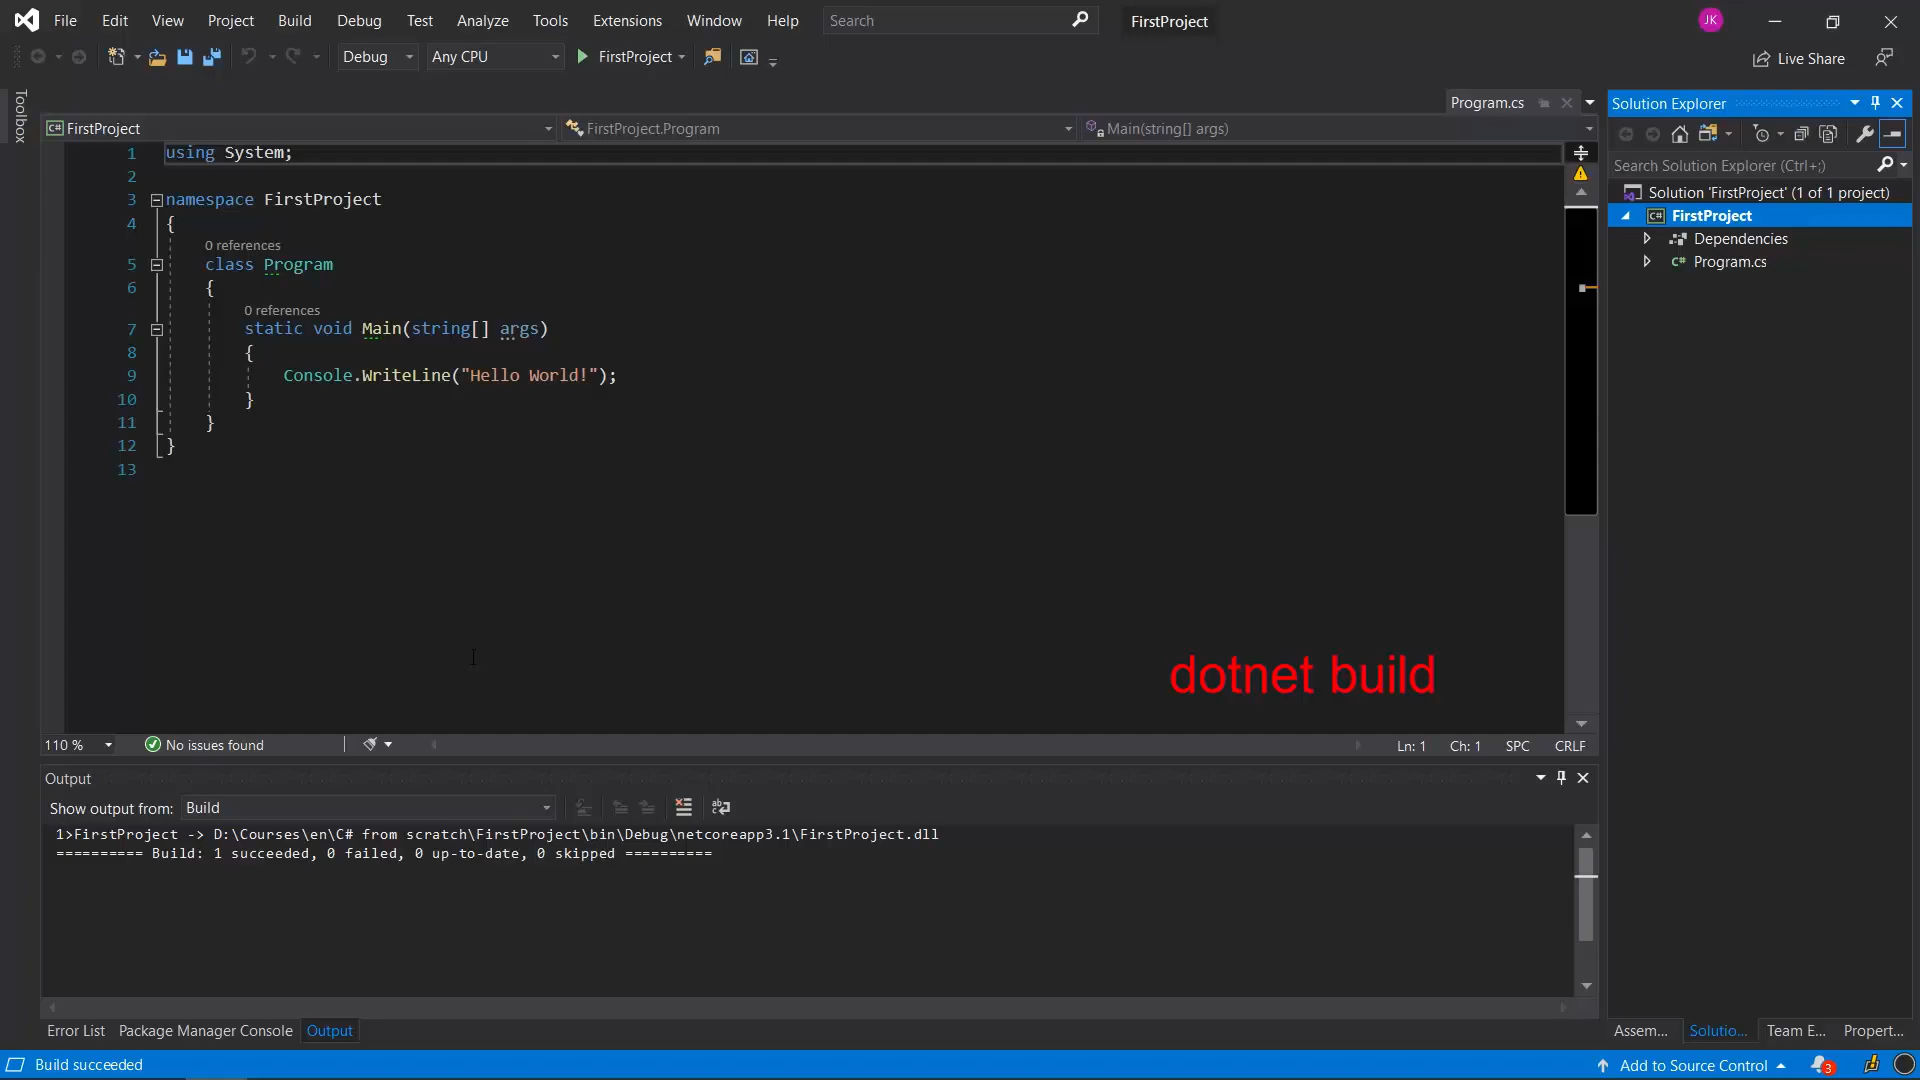 File Edit View Project Build Debug Test Analyze Tools Extensions Window Help Search FirstProject JK
Debug Any CPU FirstProject Live Share
Toolbox
Program.cs
FirstProject FirstProject.Program Main(string[] args)
1 using System;
2
3 namespace FirstProject
4 {
0 references
5 class Program
6 {
0 references
7 static void Main(string[] args)
8 {
9 Console.WriteLine("Hello World!");
10 }
11 }
12 }
13
dotnet build
110 % No issues found Ln: 1 Ch: 1 SPC CRLF
Output
Show output from: Build
1>FirstProject -> D:\Courses\en\C# from scratch\FirstProject\bin\Debug\netcoreapp3.1\FirstProject.dll
========== Build: 1 succeeded, 0 failed, 0 up-to-date, 0 skipped ==========
Error List Package Manager Console Output
Solution Explorer
Search Solution Explorer (Ctrl+;)
Solution 'FirstProject' (1 of 1 project)
C# FirstProject
Dependencies
C# Program.cs
Assem... Solutio... Team E... Propert...
Build succeeded Add to Source Control 3